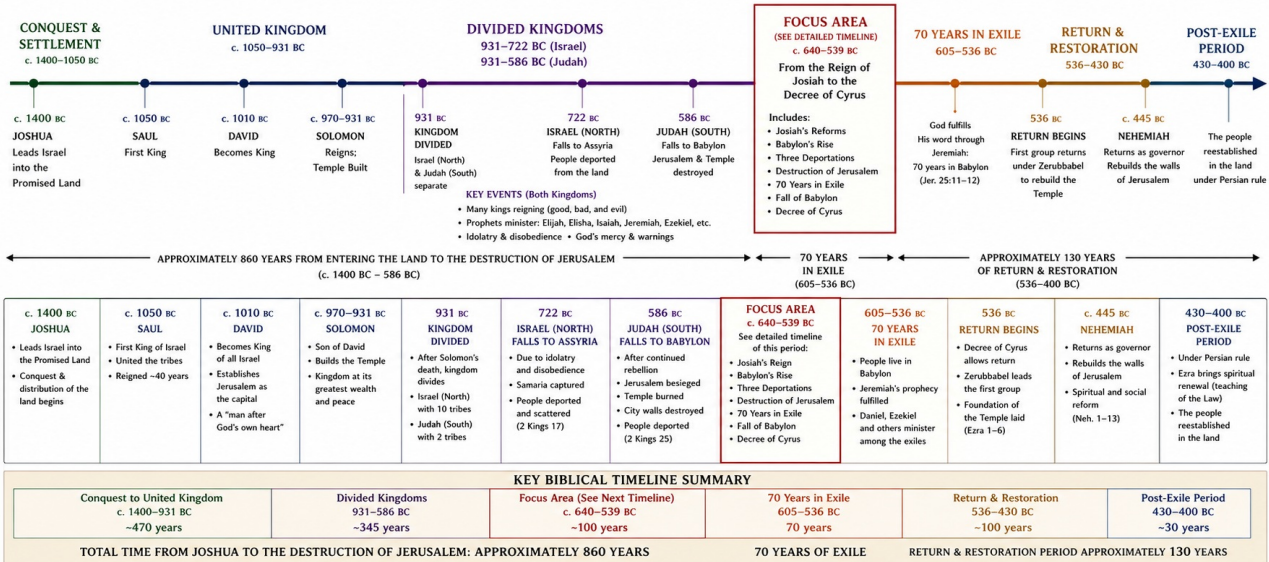 CONQUEST &
SETTLEMENT
c. 1400–1050 BC
UNITED KINGDOM
c. 1050–931 BC
DIVIDED KINGDOMS
931–722 BC (Israel)
931–586 BC (Judah)
FOCUS AREA
(SEE DETAILED TIMELINE)
c. 640–539 BC
From the Reign of
Josiah to the
Decree of Cyrus
Includes:
• Josiah's Reforms
• Babylon's Rise
• Three Deportations
• Destruction of Jerusalem
• 70 Years in Exile
• Fall of Babylon
• Decree of Cyrus
70 YEARS IN EXILE
605–536 BC
RETURN &
RESTORATION
536–430 BC
POST-EXILE
PERIOD
430–400 BC
c. 1400 BC
JOSHUA
Leads Israel
into the
Promised Land
c. 1050 BC
SAUL
First King
c. 1010 BC
DAVID
Becomes King
c. 970–931 BC
SOLOMON
Reigns;
Temple Built
931 BC
KINGDOM
DIVIDED
Israel (North)
& Judah (South)
separate
722 BC
ISRAEL (NORTH)
Falls to Assyria
People deported
from the land
586 BC
JUDAH (SOUTH)
Falls to Babylon
Jerusalem & Temple
destroyed
KEY EVENTS (Both Kingdoms)
• Many kings reigning (good, bad, and evil)
• Prophets minister: Elijah, Elisha, Isaiah, Jeremiah, Ezekiel, etc.
• Idolatry & disobedience • God's mercy & warnings
God fulfills
His word through
Jeremiah:
70 years in Babylon
(Jer. 25:11–12)
536 BC
RETURN BEGINS
First group returns
under Zerubbabel
to rebuild the
Temple
c. 445 BC
NEHEMIAH
Returns as governor
Rebuilds the walls
of Jerusalem
The people
reestablished
in the land
under Persian rule
APPROXIMATELY 860 YEARS FROM ENTERING THE LAND TO THE DESTRUCTION OF JERUSALEM
(c. 1400 BC – 586 BC)
70 YEARS
IN EXILE
(605–536 BC)
APPROXIMATELY 130 YEARS
OF RETURN & RESTORATION
(536–400 BC)
c. 1400 BC
JOSHUA
• Leads Israel into
the Promised Land
• Conquest &
distribution of the
land begins
c. 1050 BC
SAUL
• First King of Israel
• United the tribes
• Reigned ~40 years
c. 1010 BC
DAVID
• Becomes King
of all Israel
• Establishes
Jerusalem as
the capital
• A "man after
God's own heart"
c. 970–931 BC
SOLOMON
• Son of David
• Builds the Temple
• Kingdom at its
greatest wealth
and peace
931 BC
KINGDOM
DIVIDED
• After Solomon's
death, kingdom
divides
• Israel (North)
with 10 tribes
• Judah (South)
with 2 tribes
722 BC
ISRAEL (NORTH)
FALLS TO ASSYRIA
• Due to idolatry
and disobedience
• Samaria captured
• People deported
and scattered
(2 Kings 17)
586 BC
JUDAH (SOUTH)
FALLS TO BABYLON
• After continued
rebellion
• Jerusalem besieged
• Temple burned
• City walls destroyed
• People deported
(2 Kings 25)
FOCUS AREA
c. 640–539 BC
See detailed timeline
of this period:
• Josiah's Reign
• Babylon's Rise
• Three Deportations
• Destruction of Jerusalem
• 70 Years in Exile
• Fall of Babylon
• Decree of Cyrus
605–536 BC
70 YEARS
IN EXILE
• People live in
Babylon
• Jeremiah's prophecy
fulfilled
• Daniel, Ezekiel
and others minister
among the exiles
536 BC
RETURN BEGINS
• Decree of Cyrus
allows return
• Zerubbabel leads
the first group
• Foundation of
the Temple laid
(Ezra 1–6)
c. 445 BC
NEHEMIAH
• Returns as governor
• Rebuilds the walls
of Jerusalem
• Spiritual and social
reform
(Neh. 1–13)
430–400 BC
POST-EXILE
PERIOD
• Under Persian rule
• Ezra brings spiritual
renewal (teaching
of the Law)
• The people
reestablished
in the land
KEY BIBLICAL TIMELINE SUMMARY
Conquest to United Kingdom
c. 1400–931 BC
~470 years
Divided Kingdoms
931–586 BC
~345 years
Focus Area (See Next Timeline)
c. 640–539 BC
~100 years
70 Years in Exile
605–536 BC
70 years
Return & Restoration
536–430 BC
~100 years
Post-Exile Period
430–400 BC
~30 years
TOTAL TIME FROM JOSHUA TO THE DESTRUCTION OF JERUSALEM: APPROXIMATELY 860 YEARS
70 YEARS OF EXILE
RETURN & RESTORATION PERIOD APPROXIMATELY 130 YEARS